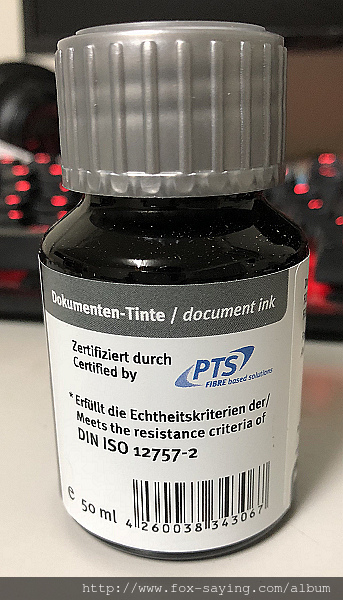 Dokumenten-Tinte / document ink
Zertifiziert durch
Certified by
PTS
FIBRE based solutions
* Erfüllt die Echtheitskriterien der/
Meets the resistance criteria of
DIN ISO 12757-2
℮ 50 ml
4 260038 343067
http://www.fox-saying.com/album